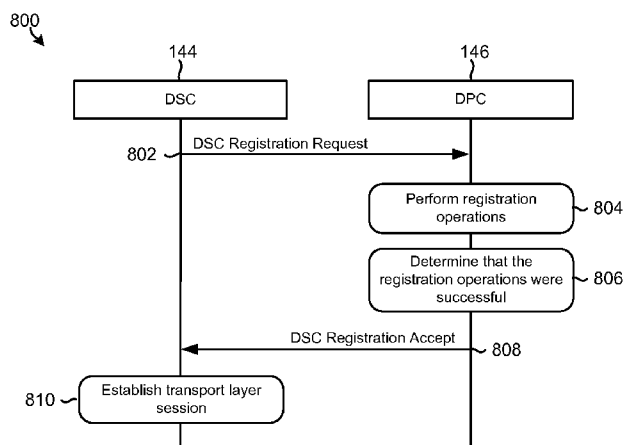 800
144
146
DSC
DPC
DSC Registration Request
802
Perform registration
operations
804
Determine that the
registration operations were
successful
806
DSC Registration Accept
808
810
Establish transport layer
session